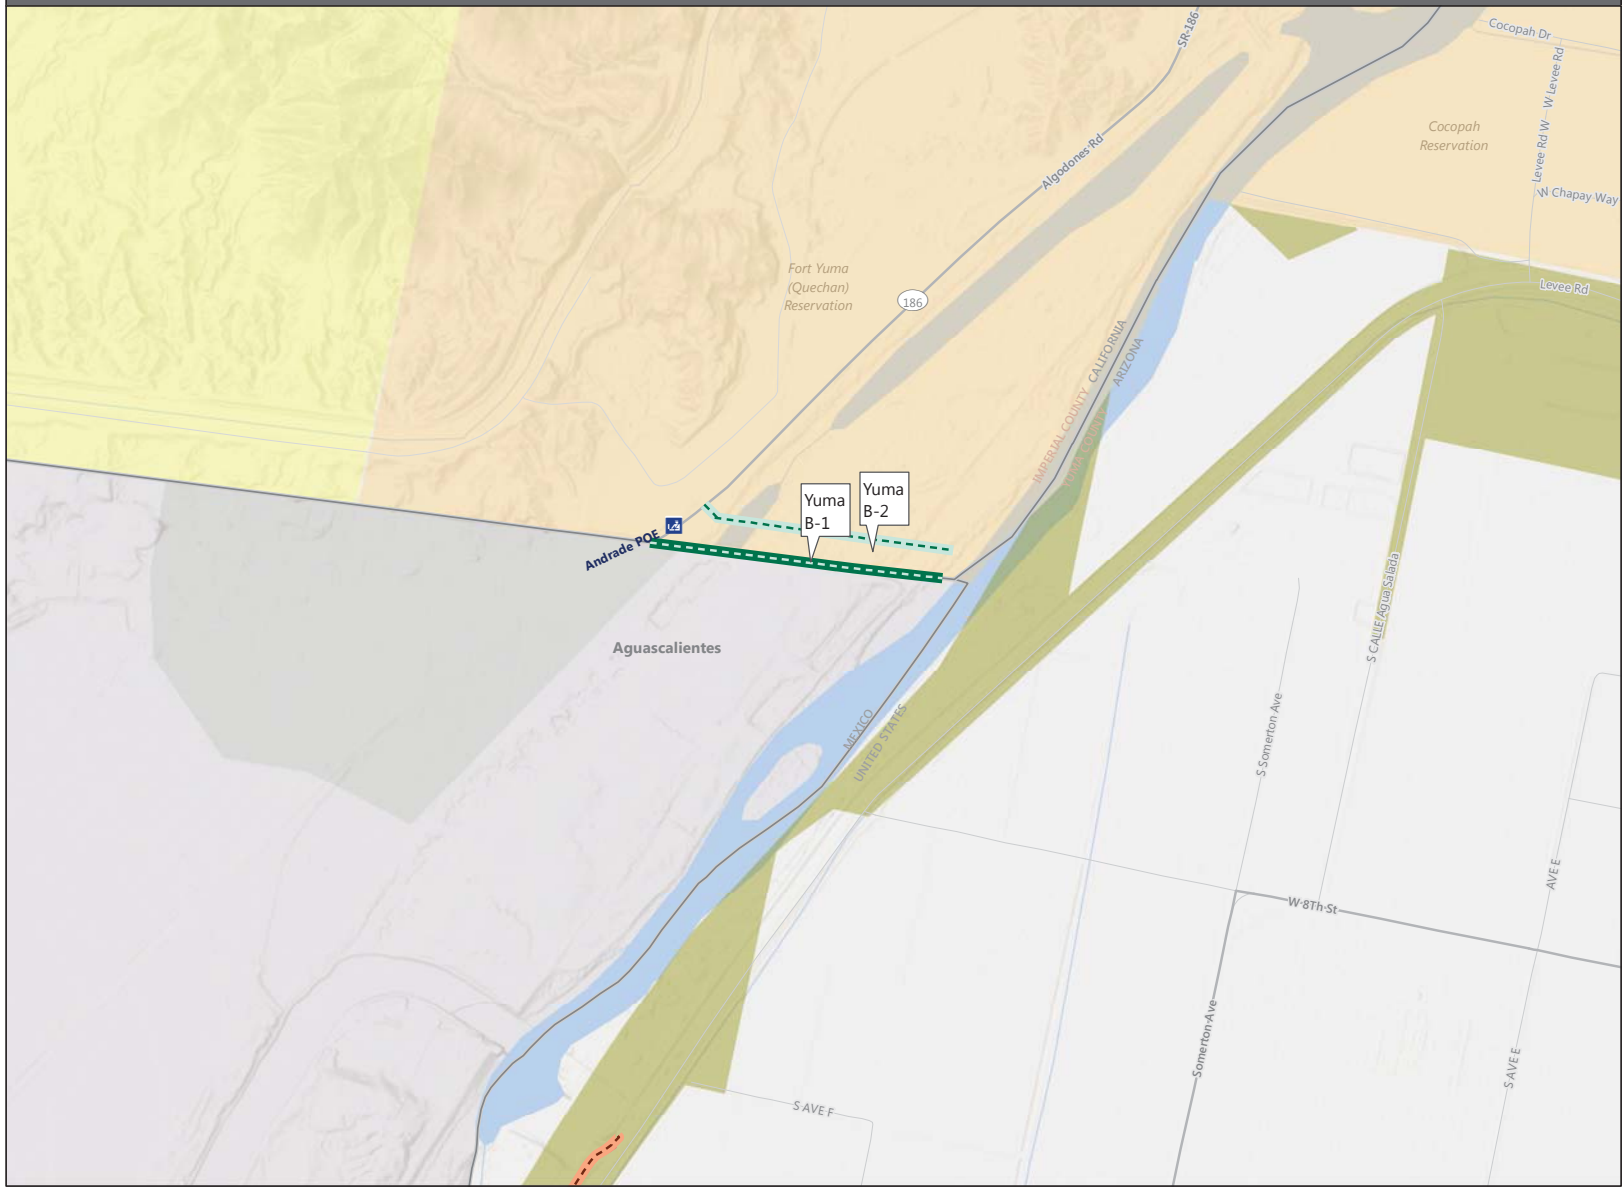 SR-186
Cocopah Dr
W Levee Rd
Levee Rd W
Cocopah
Reservation
Algodones Rd
W Chapay Way
Fort Yuma
(Quechan)
Reservation
186
Levee Rd
CALIFORNIA
ARIZONA
IMPERIAL COUNTY
YUMA COUNTY
Yuma
B-1
Yuma
B-2
Andrade POE
S CALLE Agua Salada
Aguascalientes
MEXICO
UNITED STATES
S Somerton Ave
AVE E
W 8Th St
Somerton Ave
S AVE E
S AVE F